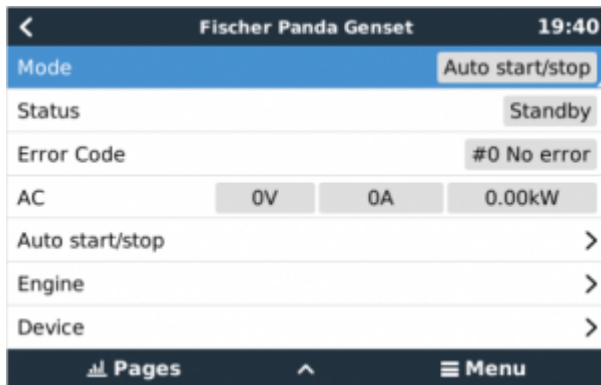 Fischer Panda Genset 19:40
Mode Auto start/stop
Status Standby
Error Code #0 No error
AC 0V 0A 0.00kW
Auto start/stop
Engine
Device
Pages Menu